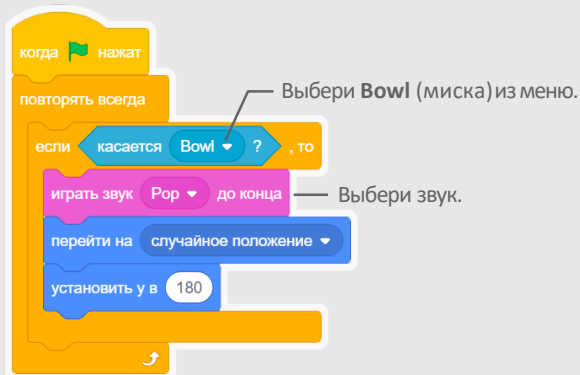 когда нажат
повторять всегда
Выбери Bowl (миска) из меню.
если касается Bowl ? , то
играть звук Pop до конца
Выбери звук.
перейти на случайное положение
установить y в 180